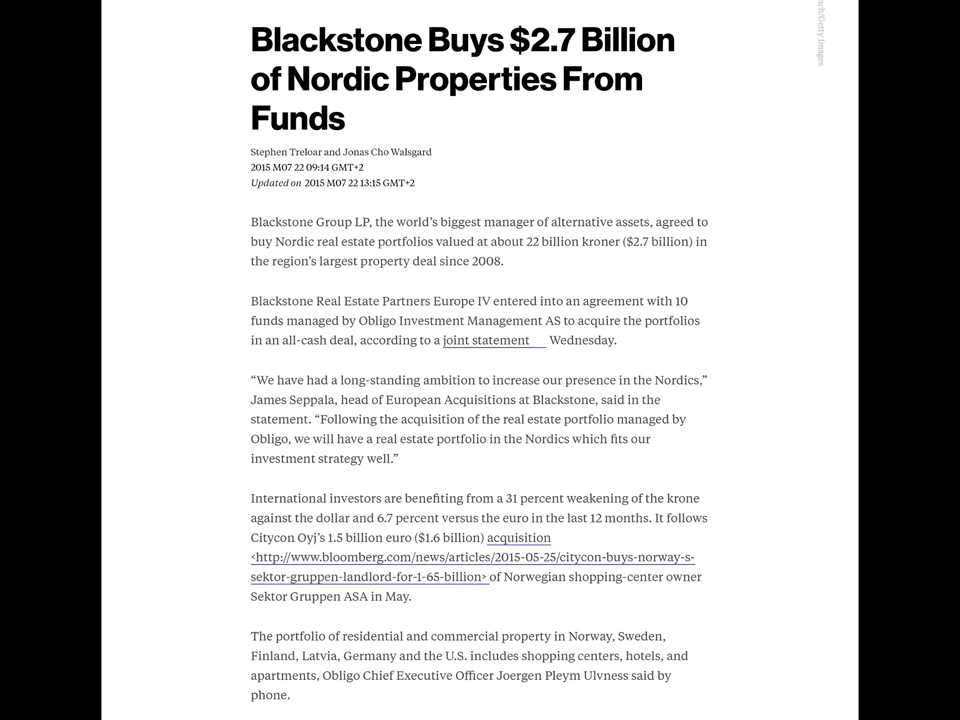 Blackstone Buys $2.7 Billion
of Nordic Properties From
Funds
Stephen Treloar and Jonas Cho Walsgard
2015 M07 22 09:14 GMT+2
Updated on 2015 M07 22 13:15 GMT+2
Blackstone Group LP, the world’s biggest manager of alternative assets, agreed to
buy Nordic real estate portfolios valued at about 22 billion kroner ($2.7 billion) in
the region’s largest property deal since 2008.
Blackstone Real Estate Partners Europe IV entered into an agreement with 10
funds managed by Obligo Investment Management AS to acquire the portfolios
in an all-cash deal, according to a joint statement Wednesday.
“We have had a long-standing ambition to increase our presence in the Nordics,”
James Seppala, head of European Acquisitions at Blackstone, said in the
statement. “Following the acquisition of the real estate portfolio managed by
Obligo, we will have a real estate portfolio in the Nordics which fits our
investment strategy well.”
International investors are benefiting from a 31 percent weakening of the krone
against the dollar and 6.7 percent versus the euro in the last 12 months. It follows
Citycon Oyj’s 1.5 billion euro ($1.6 billion) acquisition
<http://www.bloomberg.com/news/articles/2015-05-25/citycon-buys-norway-s-
sektor-gruppen-landlord-for-1-65-billion> of Norwegian shopping-center owner
Sektor Gruppen ASA in May.
The portfolio of residential and commercial property in Norway, Sweden,
Finland, Latvia, Germany and the U.S. includes shopping centers, hotels, and
apartments, Obligo Chief Executive Officer Joergen Pleym Ulvness said by
phone.
/Getty Images